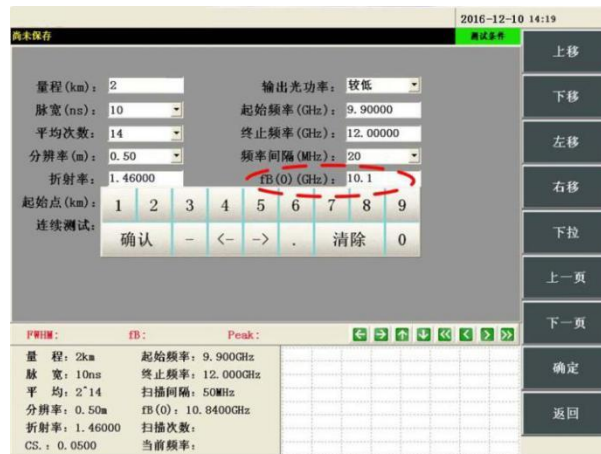 2016-12-10 14:19
尚未保存 测试条件
量程(km): 2 输出光功率: 较低
脉宽(ns): 10 起始频率(GHz): 9.90000
平均次数: 14 终止频率(GHz): 12.00000
分辨率(m): 0.50 频率间隔(MHz): 20
折射率: 1.46000 fB(0)(GHz): 10.1
起始点(km):
连续测试:
1 2 3 4 5 6 7 8 9
确认 - <- -> . 清除 0
上移
下移
左移
右移
下拉
上一页
下一页
确定
返回
FWHM: fB: Peak:
量 程: 2km 起始频率: 9.900GHz
脉 宽: 10ns 终止频率: 12.000GHz
平 均: 2^14 扫描间隔: 50MHz
分辨率: 0.50m fB(0): 10.8400GHz
折射率: 1.46000 扫描次数:
CS.: 0.0500 当前频率: